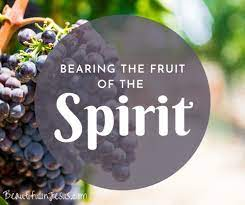 BEARING THE FRUIT
OF THE
Spirit
BeautifulinJesus.com